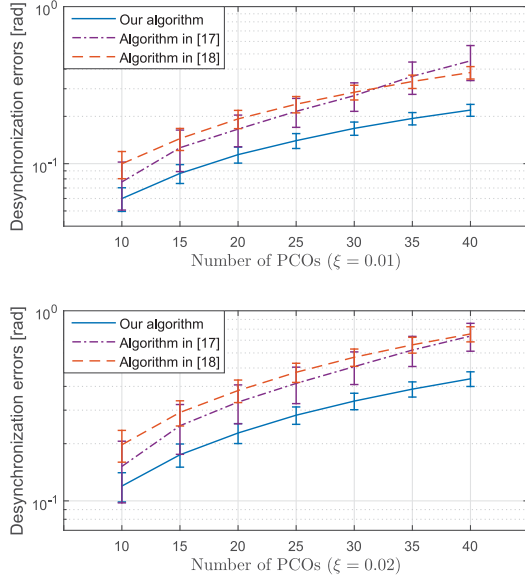 10^0
Our algorithm
Algorithm in [17]
Algorithm in [18]
Desynchronization errors [rad]
10^-1
10 15 20 25 30 35 40
Number of PCOs (ξ = 0.01)
10^0
Our algorithm
Algorithm in [17]
Algorithm in [18]
Desynchronization errors [rad]
10^-1
10 15 20 25 30 35 40
Number of PCOs (ξ = 0.02)